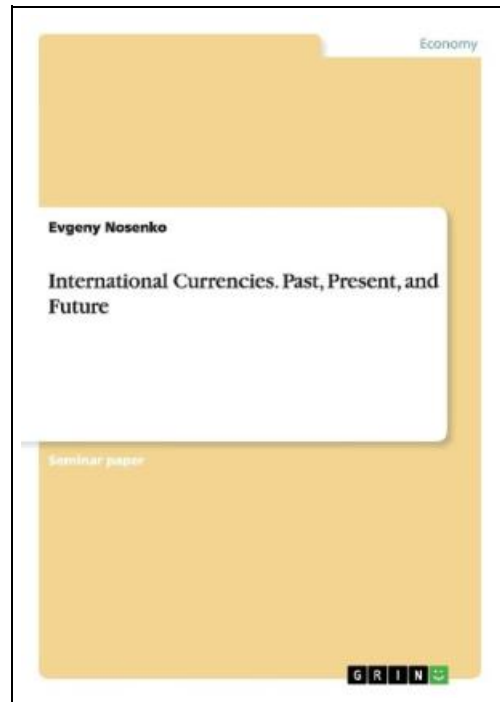 Economy
Evgeny Nosenko
International Currencies. Past, Present, and
Future
Seminar paper
GRIN